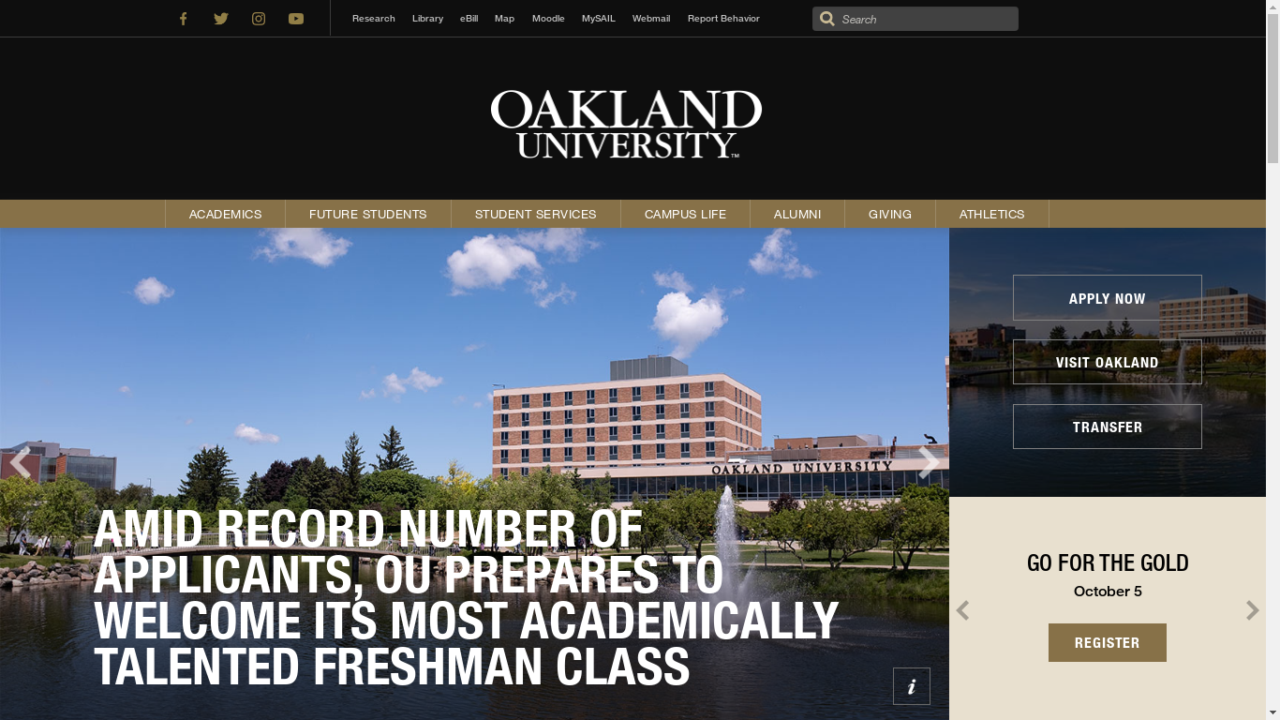 Research Library eBill Map Moodle MySAIL Webmail Report Behavior Search
OAKLAND
UNIVERSITY™
ACADEMICS FUTURE STUDENTS STUDENT SERVICES CAMPUS LIFE ALUMNI GIVING ATHLETICS
APPLY NOW
VISIT OAKLAND
TRANSFER
OAKLAND UNIVERSITY
AMID RECORD NUMBER OF
APPLICANTS, OU PREPARES TO
WELCOME ITS MOST ACADEMICALLY
TALENTED FRESHMAN CLASS
i
GO FOR THE GOLD
October 5
REGISTER